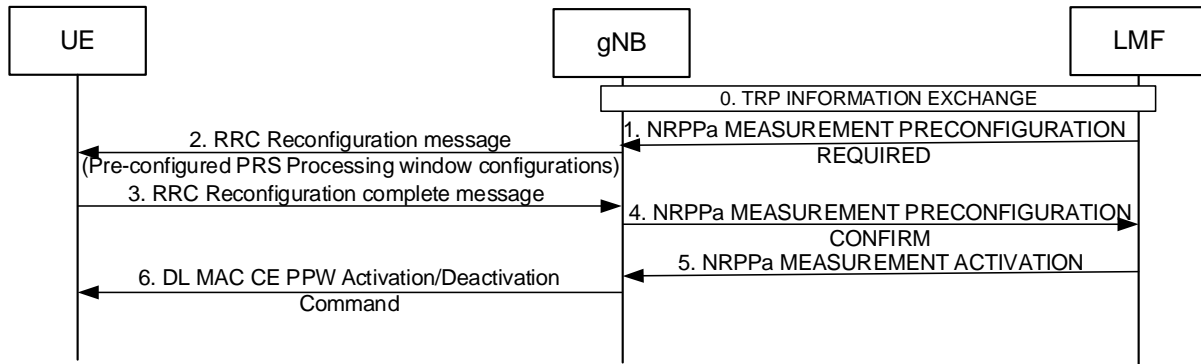 UE
gNB
LMF
0. TRP INFORMATION EXCHANGE
1. NRPPa MEASUREMENT PRECONFIGURATION
REQUIRED
2. RRC Reconfiguration message
(Pre-configured PRS Processing window configurations)
3. RRC Reconfiguration complete message
4. NRPPa MEASUREMENT PRECONFIGURATION
CONFIRM
5. NRPPa MEASUREMENT ACTIVATION
6. DL MAC CE PPW Activation/Deactivation
Command